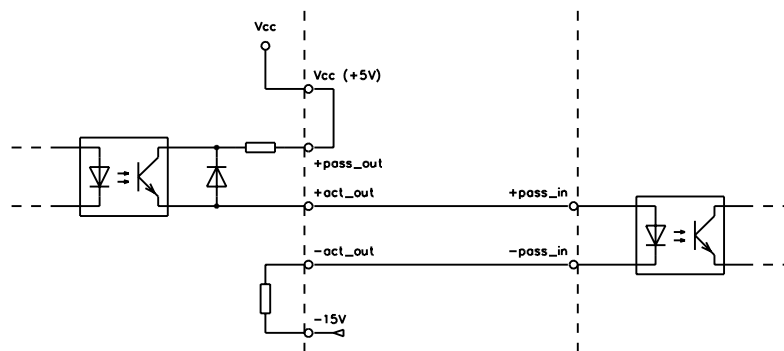 Vcc
Vcc (+5V)
+pass_out
+act_out
+pass_in
-act_out
-pass_in
-15V